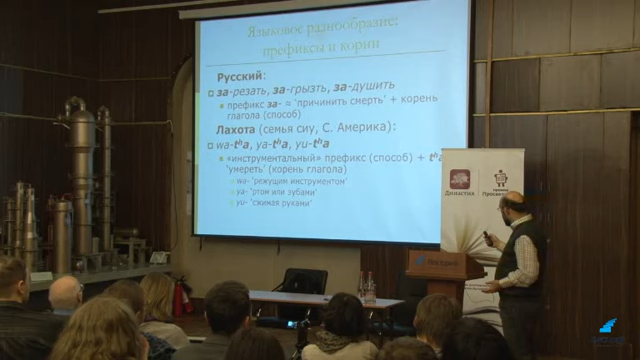 Языковое разнообразие:
префиксы и корни
Русский:
за-резать, за-грызть, за-душить
префикс за- ≈ ‘причинить смерть’ + корень
глагола (способ)
Лахота (семья сиу, С. Америка):
wa-tʰa, ya-tʰa, yu-tʰa
«инструментальный» префикс (способ) + tʰa
‘умереть’ (корень глагола)
wa- ‘режущим инструментом’
ya- ‘ртом или зубами’
yu- ‘сжимая руками’
Династия